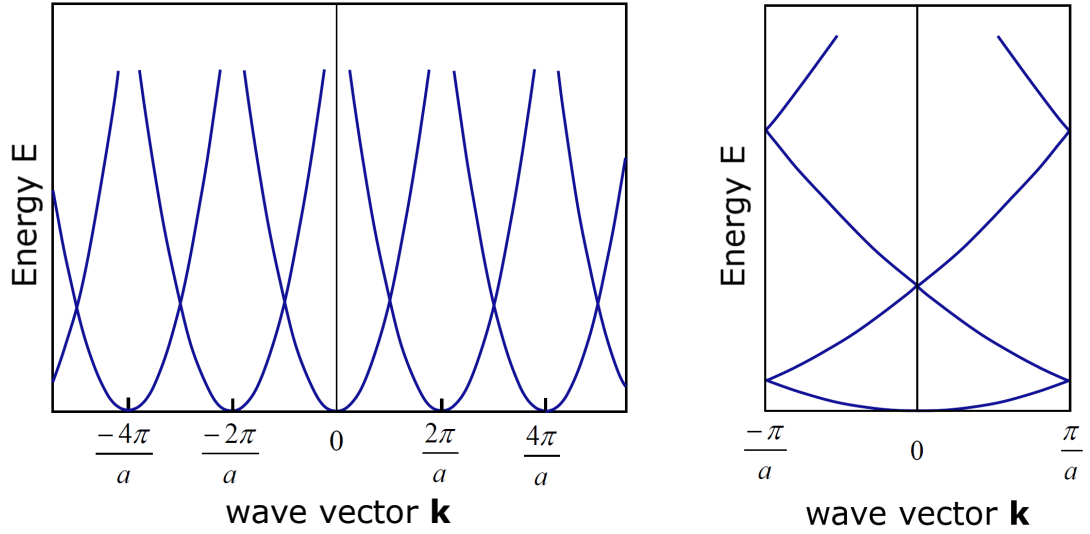 Energy E
-4π/a -2π/a 0 2π/a 4π/a
wave vector k
Energy E
-π/a 0 π/a
wave vector k